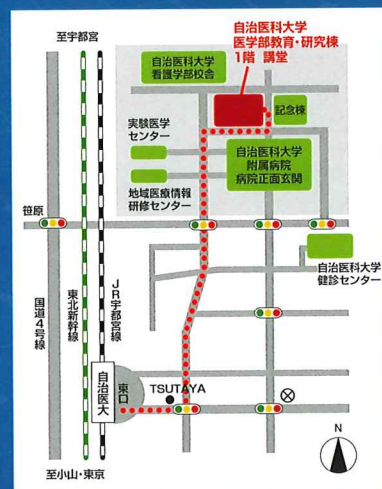 至宇都宮
自治医科大学
医学部教育・研究棟
1階 講堂
自治医科大学
看護学部校舎
記念棟
実験医学
センター
自治医科大学
附属病院
病院正面玄関
地域医療情報
研修センター
笹原
自治医科大学
健診センター
国道4号線
東北新幹線
JR宇都宮線
自治医大
東口
TSUTAYA
N
至小山・東京